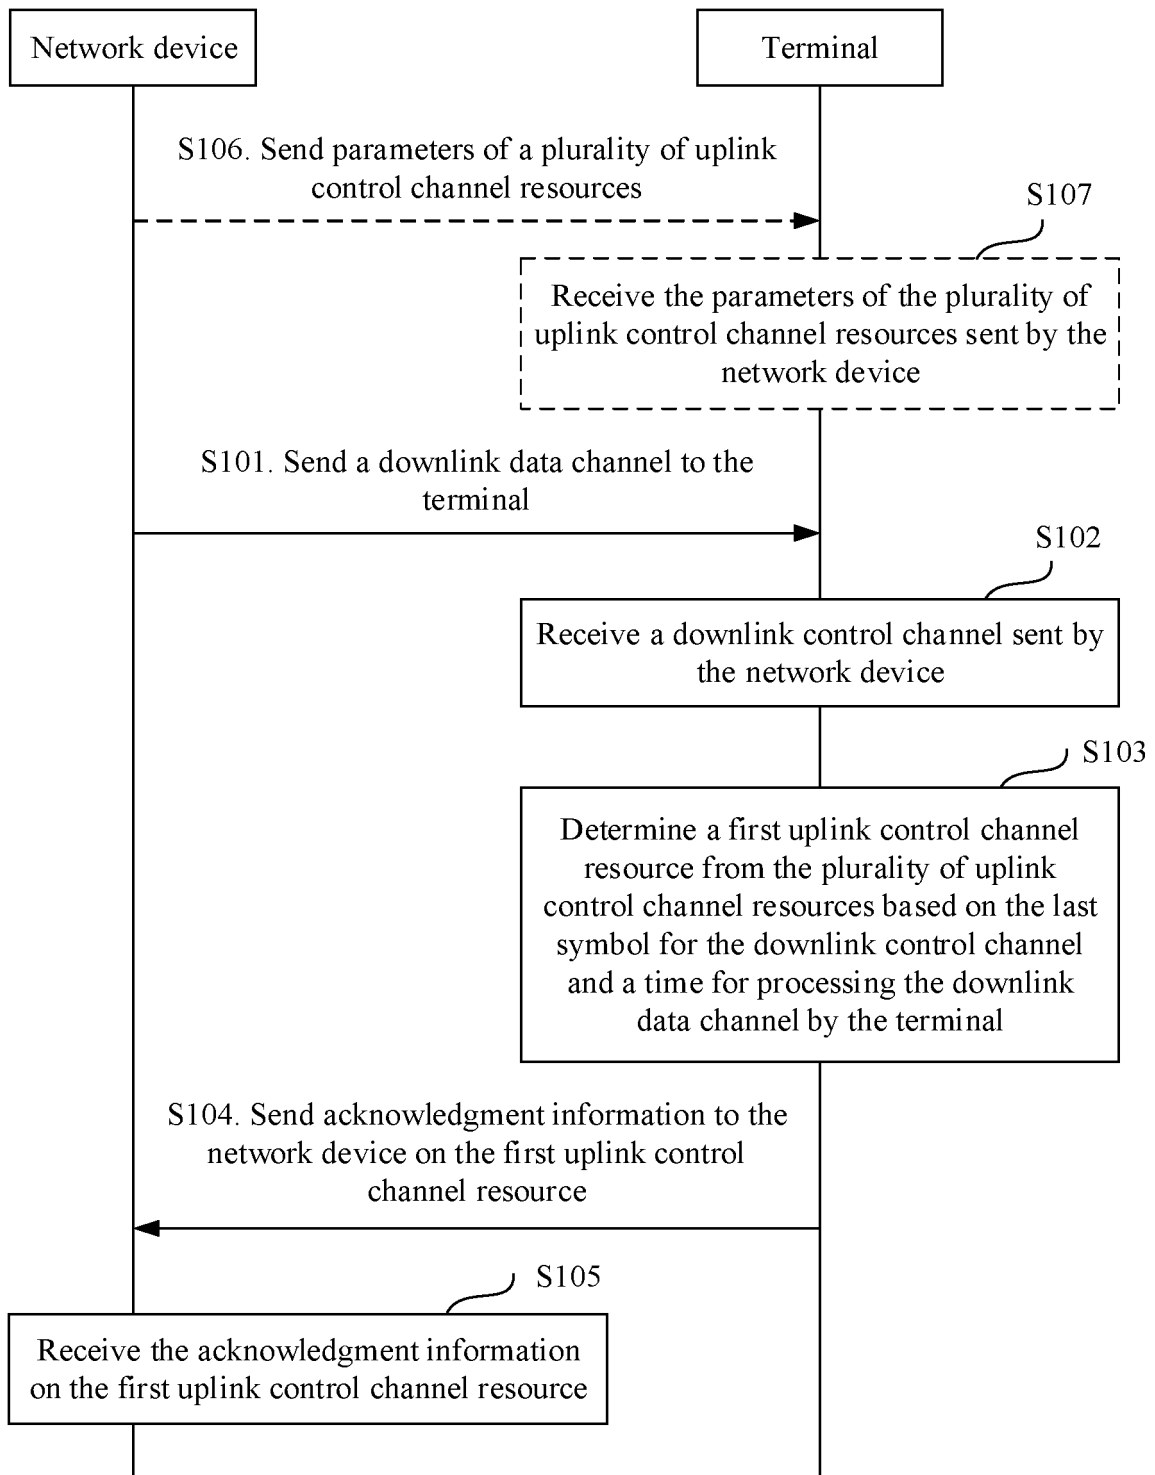 Network device
Terminal
S106. Send parameters of a plurality of uplink
control channel resources
S107
Receive the parameters of the plurality of
uplink control channel resources sent by the
network device
S101. Send a downlink data channel to the
terminal
S102
Receive a downlink control channel sent by
the network device
S103
Determine a first uplink control channel
resource from the plurality of uplink
control channel resources based on the last
symbol for the downlink control channel
and a time for processing the downlink
data channel by the terminal
S104. Send acknowledgment information to the
network device on the first uplink control
channel resource
S105
Receive the acknowledgment information
on the first uplink control channel resource